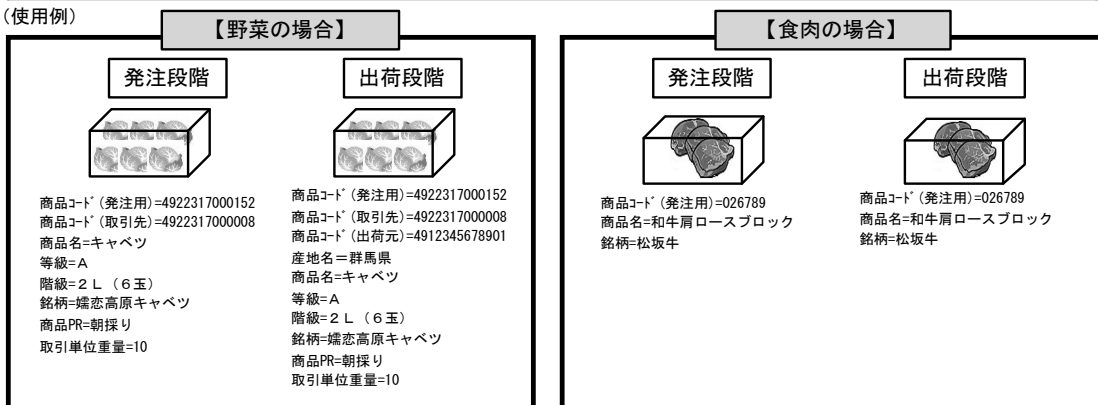 (使用例)
【野菜の場合】
発注段階
出荷段階
商品ｺｰﾄﾞ(発注用)=4922317000152
商品ｺｰﾄﾞ(取引先)=4922317000008
商品名=キャベツ
等級=A
階級=２Ｌ（６玉）
銘柄=嬬恋高原キャベツ
商品PR=朝採り
取引単位重量=10
商品ｺｰﾄﾞ(発注用)=4922317000152
商品ｺｰﾄﾞ(取引先)=4922317000008
商品ｺｰﾄﾞ(出荷元)=4912345678901
産地名＝群馬県
商品名=キャベツ
等級=A
階級=２Ｌ（６玉）
銘柄=嬬恋高原キャベツ
商品PR=朝採り
取引単位重量=10
【食肉の場合】
発注段階
出荷段階
商品ｺｰﾄﾞ(発注用)=026789
商品名=和牛肩ロースブロック
銘柄=松坂牛
商品ｺｰﾄﾞ(発注用)=026789
商品名=和牛肩ロースブロック
銘柄=松坂牛